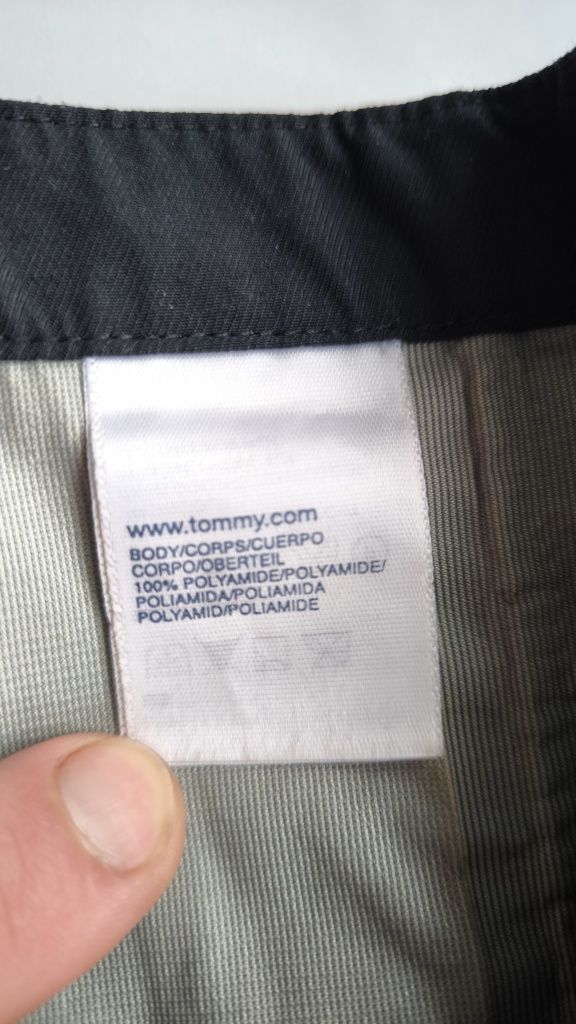 www.tommy.com
BODY/CORPS/CUERPO
CORPO/OBERTEIL
100% POLYAMIDE/POLYAMIDE/
POLIAMIDA/POLIAMIDA
POLYAMID/POLIAMIDE